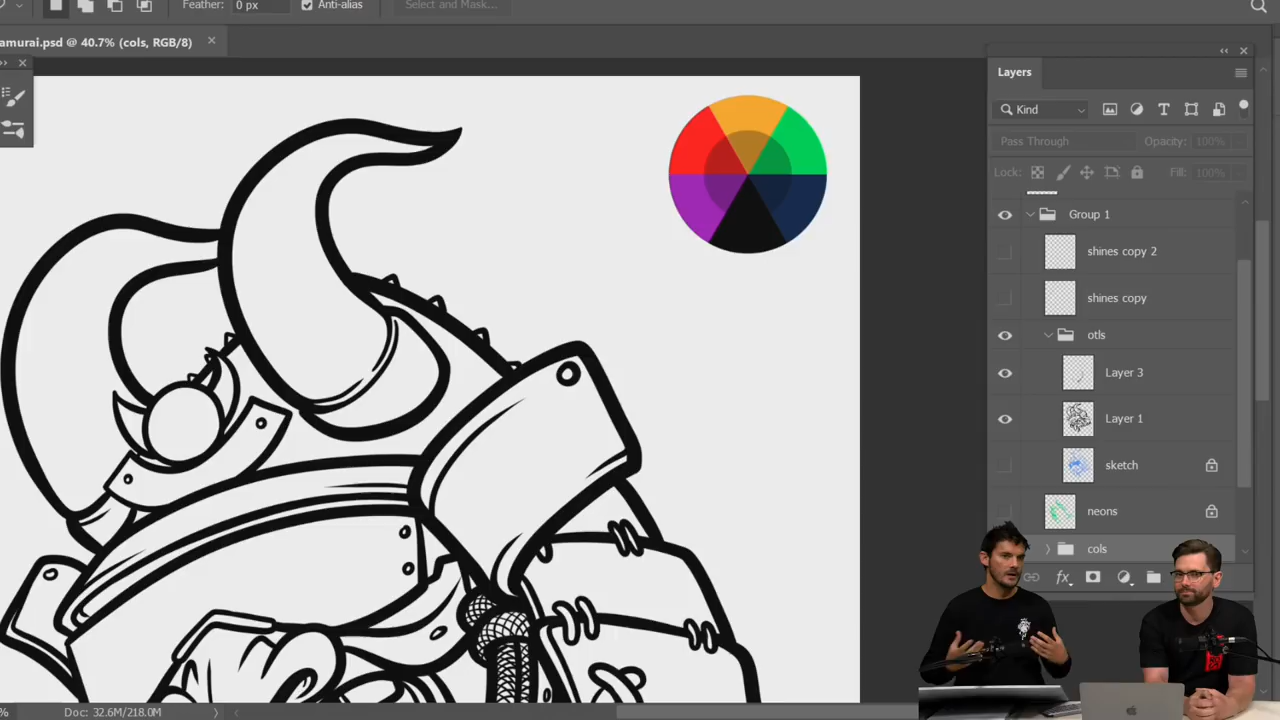 Feather: 0 px Anti-alias Select and Mask...
amurai.psd @ 40.7% (cols, RGB/8)
Layers
Kind
Pass Through Opacity: 100%
Lock: Fill: 100%
Group 1
shines copy 2
shines copy
otls
Layer 3
Layer 1
sketch
neons
cols
fx
% Doc: 32.6M/218.0M